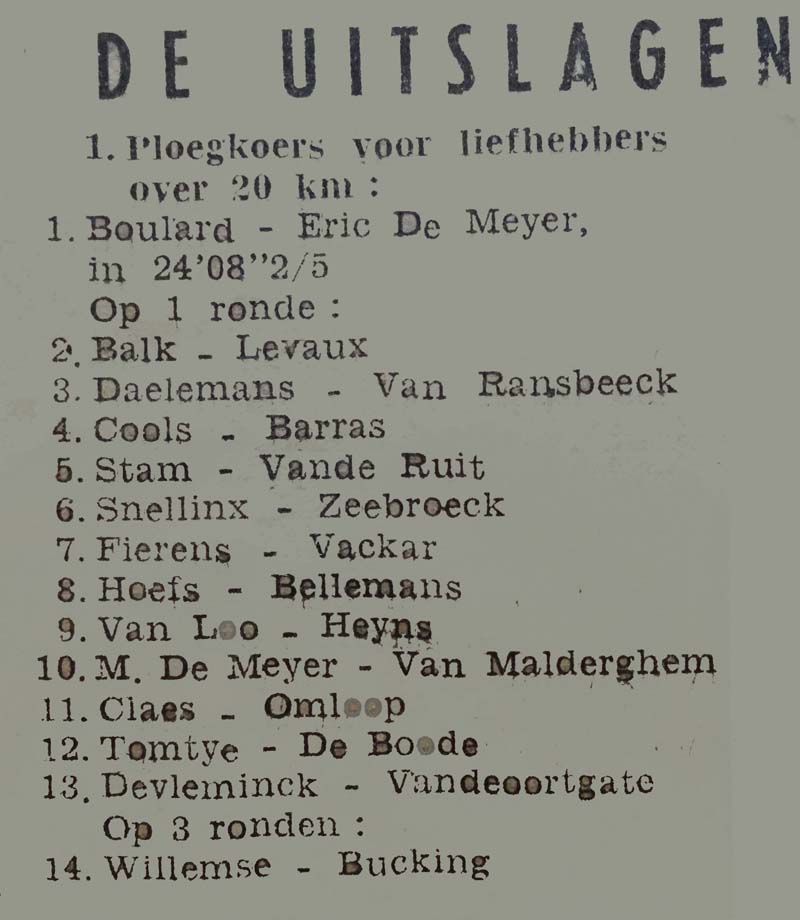 DE UITSLAGEN
1. Ploegkoers voor liefhebbers
over 20 km :
1. Boulard - Eric De Meyer,
in 24'08"2/5
Op 1 ronde :
2. Balk - Levaux
3. Daelemans - Van Ransbeeck
4. Cools - Barras
5. Stam - Vande Ruit
6. Snellinx - Zeebroeck
7. Fierens - Vackar
8. Hoefs - Bellemans
9. Van Loo - Heyns
10. M. De Meyer - Van Malderghem
11. Claes - Omloop
12. Tomtye - De Boode
13. Devleminck - Vandeoortgate
Op 3 ronden :
14. Willemse - Bucking